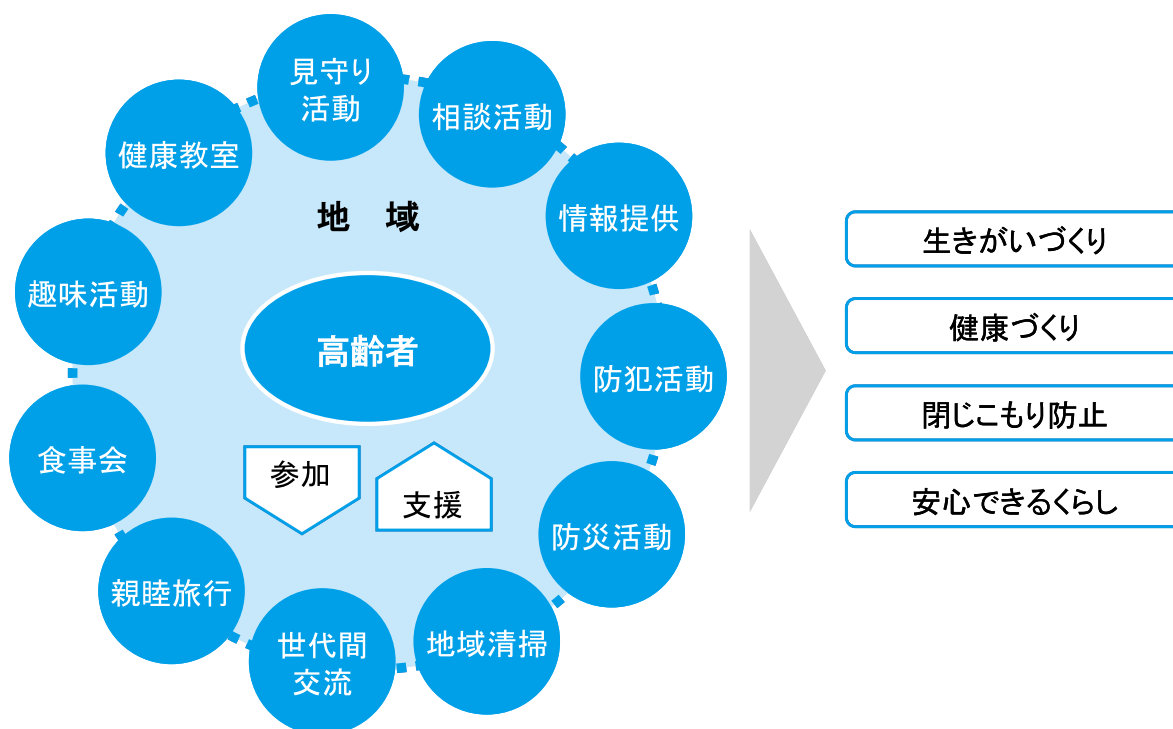 見守り
活動
相談活動
健康教室
情報提供
地　域
趣味活動
高齢者
防犯活動
食事会
参加
支援
防災活動
親睦旅行
世代間
交流
地域清掃
生きがいづくり
健康づくり
閉じこもり防止
安心できるくらし